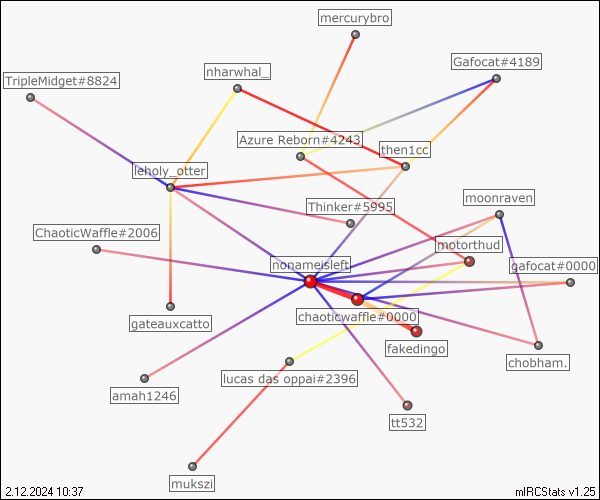 mercurybro
Gafocat#4189
nharwhal_
TripleMidget#8824
Azure Reborn#4243
then1cc
leholy_otter
moonraven
Thinker#5995
ChaoticWaffle#2006
motorthud
nonameisleft
gafocat#0000
chaoticwaffle#0000
gateauxcatto
fakedingo
chobham.
lucas das oppai#2396
amah1246
tt532
mukszi
2.12.2024 10:37
mIRCStats v1.25